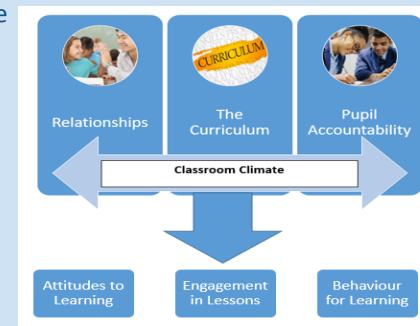 e
CURRICULUM
Relationships
The
Curriculum
Pupil
Accountability
Classroom Climate
Attitudes to
Learning
Engagement
in Lessons
Behaviour
for Learning